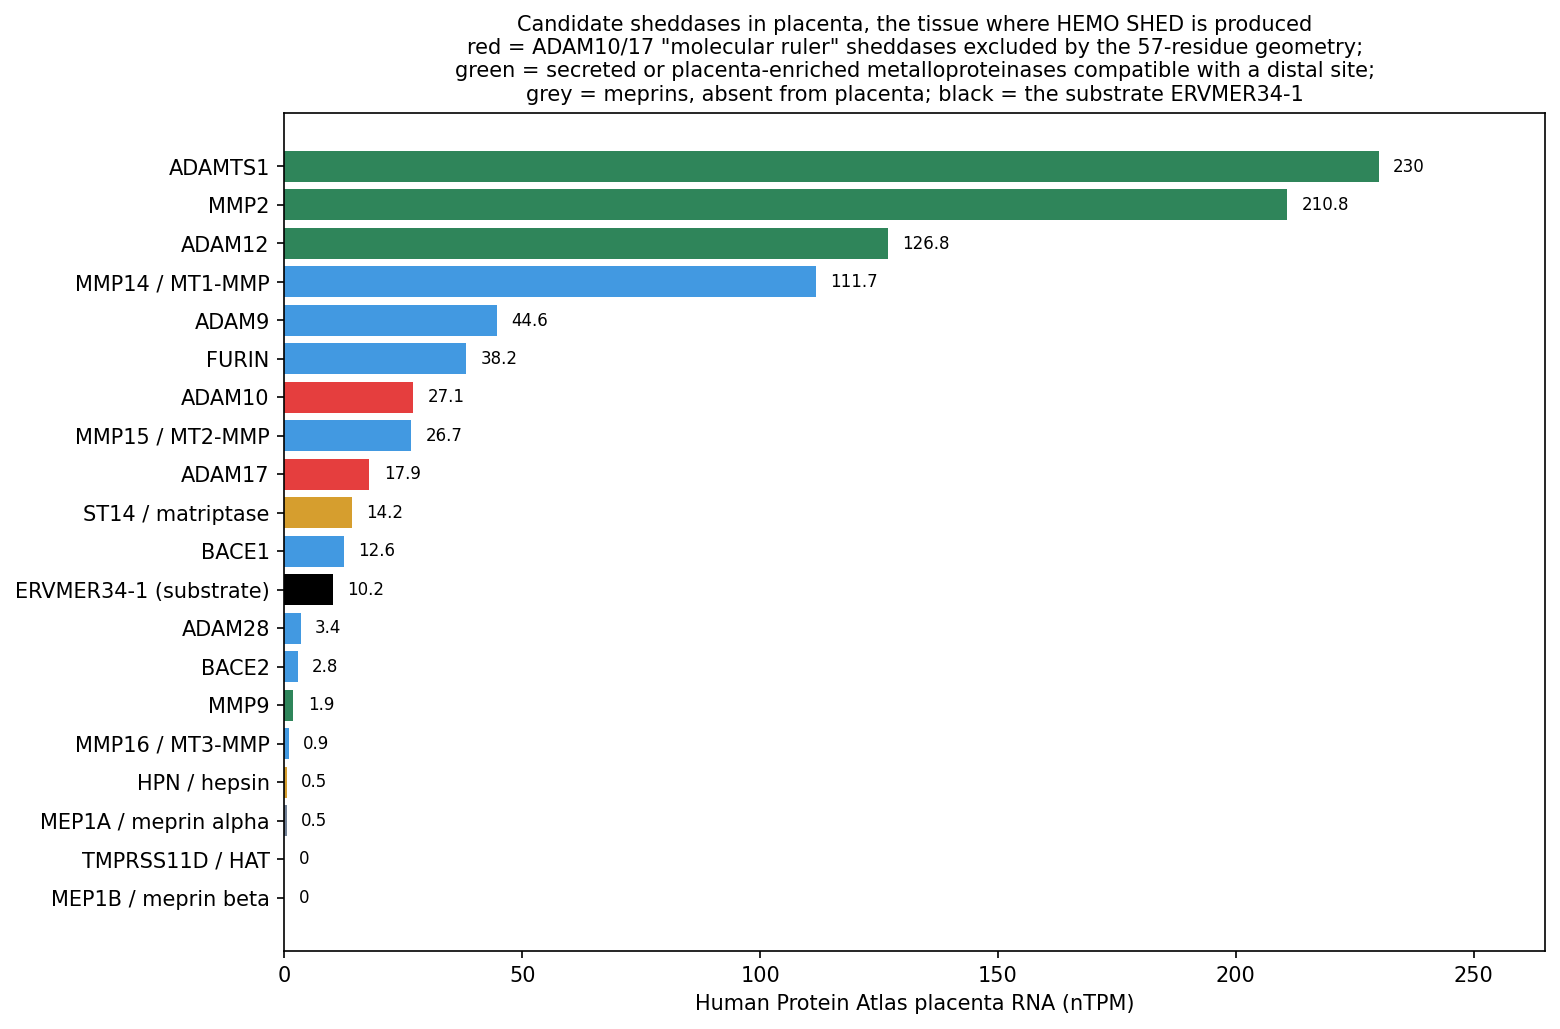 Candidate sheddases in placenta, the tissue where HEMO SHED is produced
red = ADAM10/17 "molecular ruler" sheddases excluded by the 57-residue geometry;
green = secreted or placenta-enriched metalloproteinases compatible with a distal site;
grey = meprins, absent from placenta; black = the substrate ERVMER34-1
ADAMTS1 230
MMP2 210.8
ADAM12 126.8
MMP14 / MT1-MMP 111.7
ADAM9 44.6
FURIN 38.2
ADAM10 27.1
MMP15 / MT2-MMP 26.7
ADAM17 17.9
ST14 / matriptase 14.2
BACE1 12.6
ERVMER34-1 (substrate) 10.2
ADAM28 3.4
BACE2 2.8
MMP9 1.9
MMP16 / MT3-MMP 0.9
HPN / hepsin 0.5
MEP1A / meprin alpha 0.5
TMPRSS11D / HAT 0
MEP1B / meprin beta 0
0 50 100 150 200 250
Human Protein Atlas placenta RNA (nTPM)